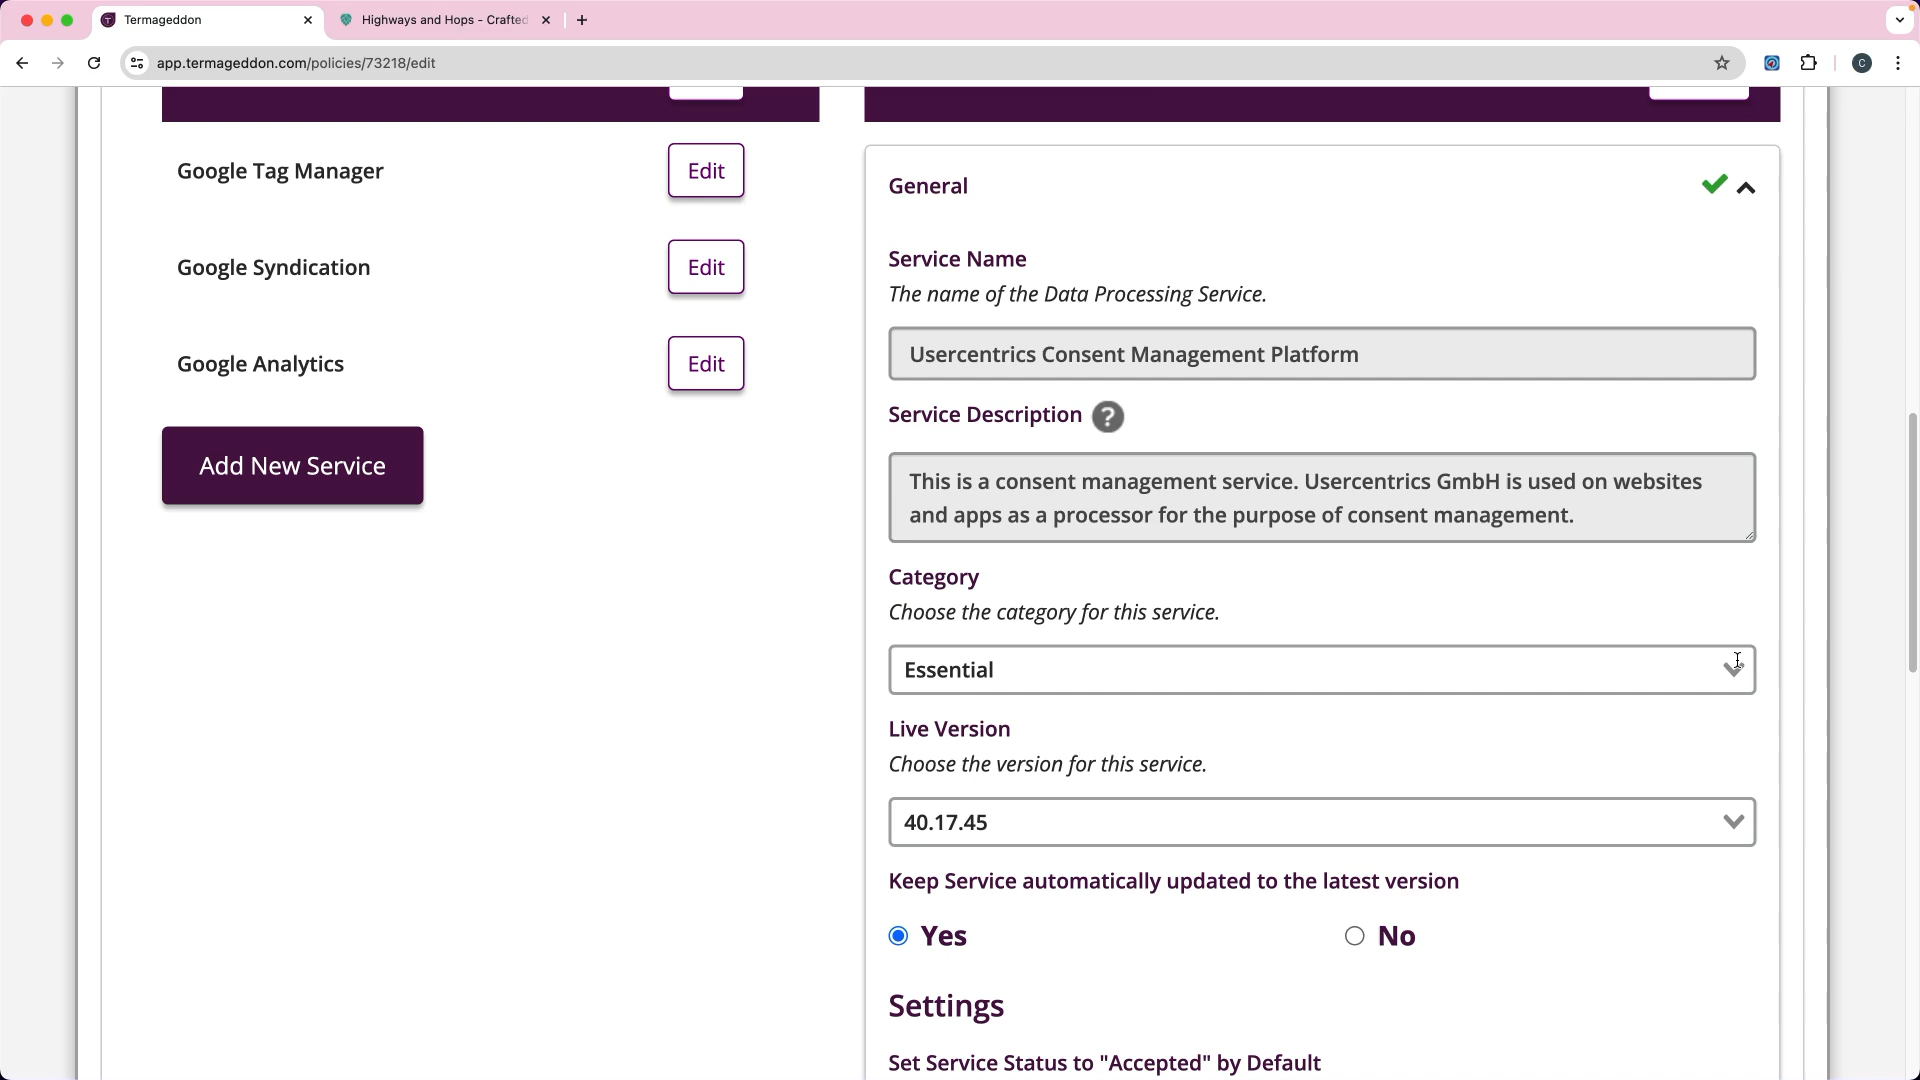 Termageddon
Highways and Hops - Crafted
app.termageddon.com/policies/73218/edit
C
Google Tag Manager
Edit
Google Syndication
Edit
Google Analytics
Edit
Add New Service
General
Service Name
The name of the Data Processing Service.
Usercentrics Consent Management Platform
Service Description ?
This is a consent management service. Usercentrics GmbH is used on websites
and apps as a processor for the purpose of consent management.
Category
Choose the category for this service.
Essential
Live Version
Choose the version for this service.
40.17.45
Keep Service automatically updated to the latest version
Yes
No
Settings
Set Service Status to "Accepted" by Default